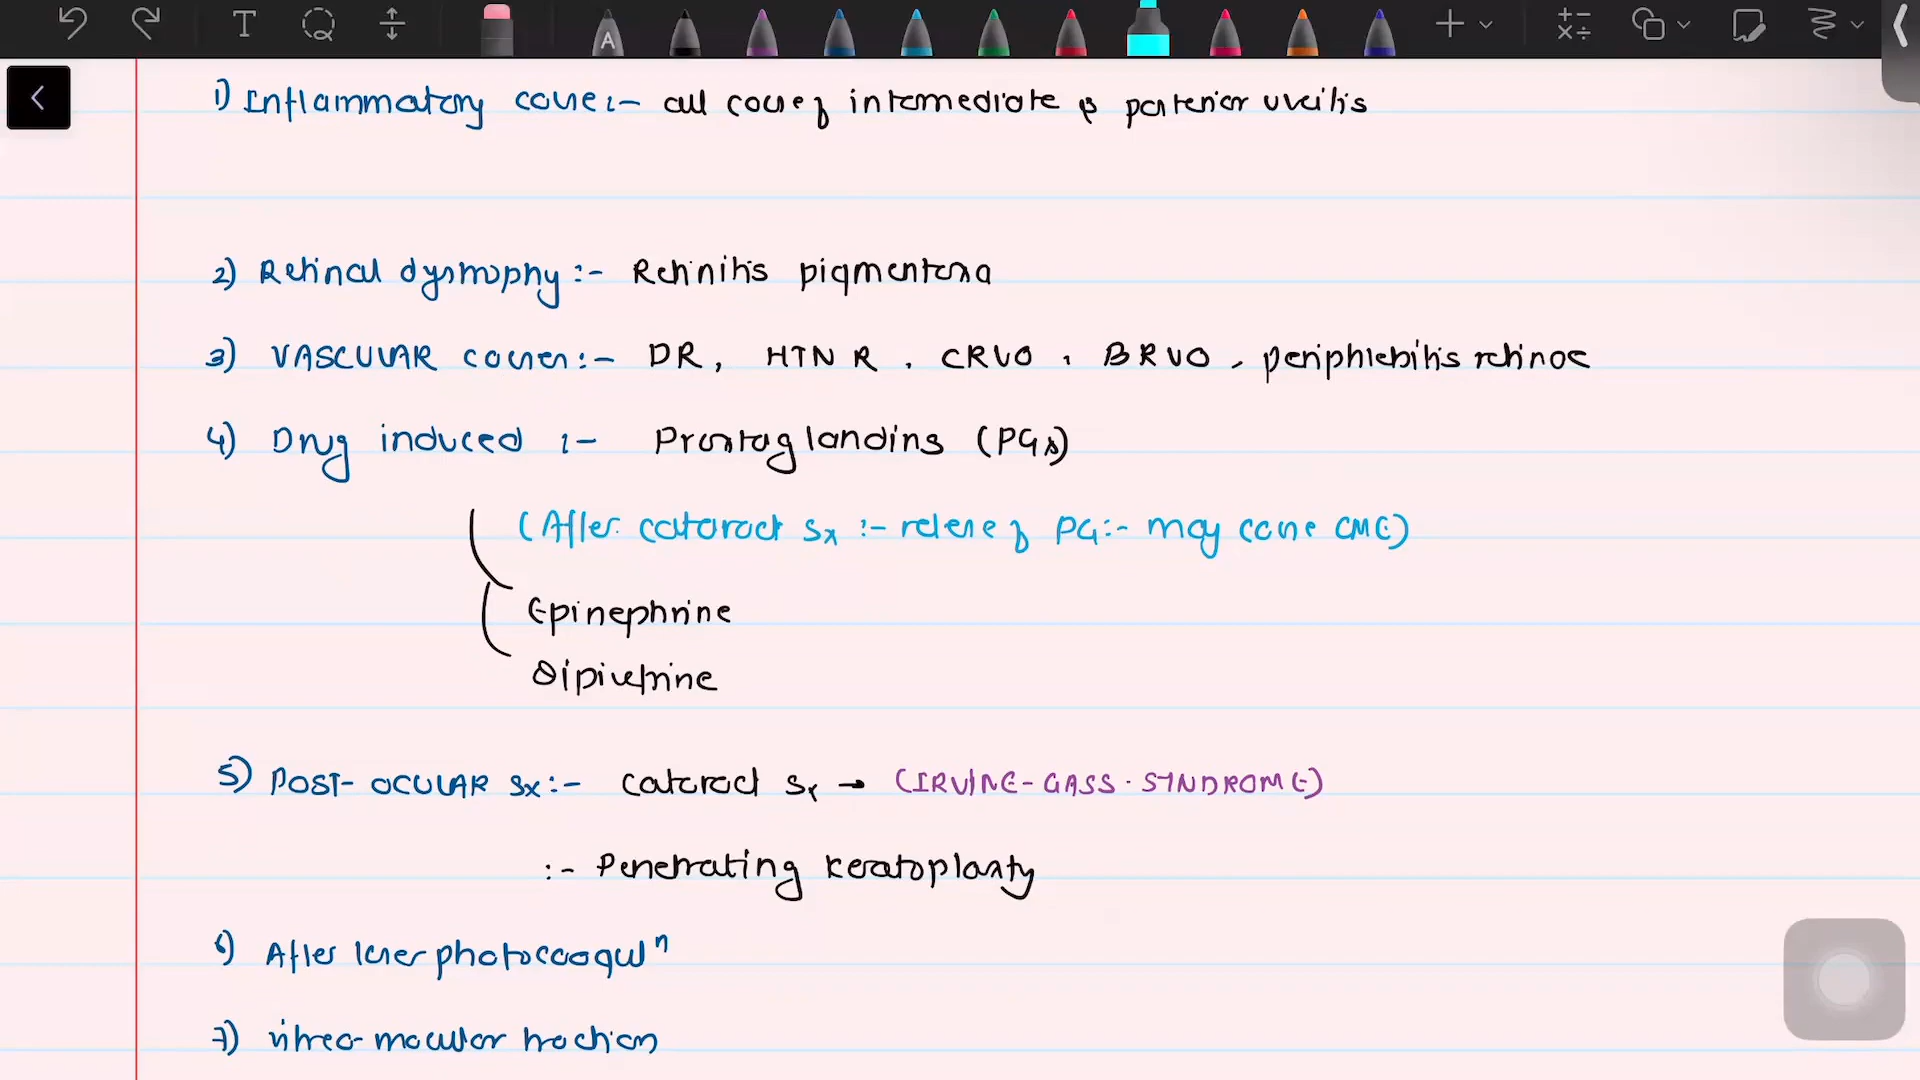 1) Inflammatory cause :- all cause of intermediate & posterior uveitis
2) Retinal dystrophy :- Retinitis pigmentosa
3) VASCULAR causes :- DR, HTN R, CRVO, BRVO, periphlebitis retinae
4) Drug induced :- Prostaglandins (PGs)
(After cataract Sx :- release of PG :- may cause CME)
Epinephrine
Dipivefrine
5) POST-OCULAR Sx :- Cataract Sx → (IRVINE-GASS SYNDROME)
:- Penetrating keratoplasty
6) After laser photocoagulⁿ
7) vitreo-macular traction